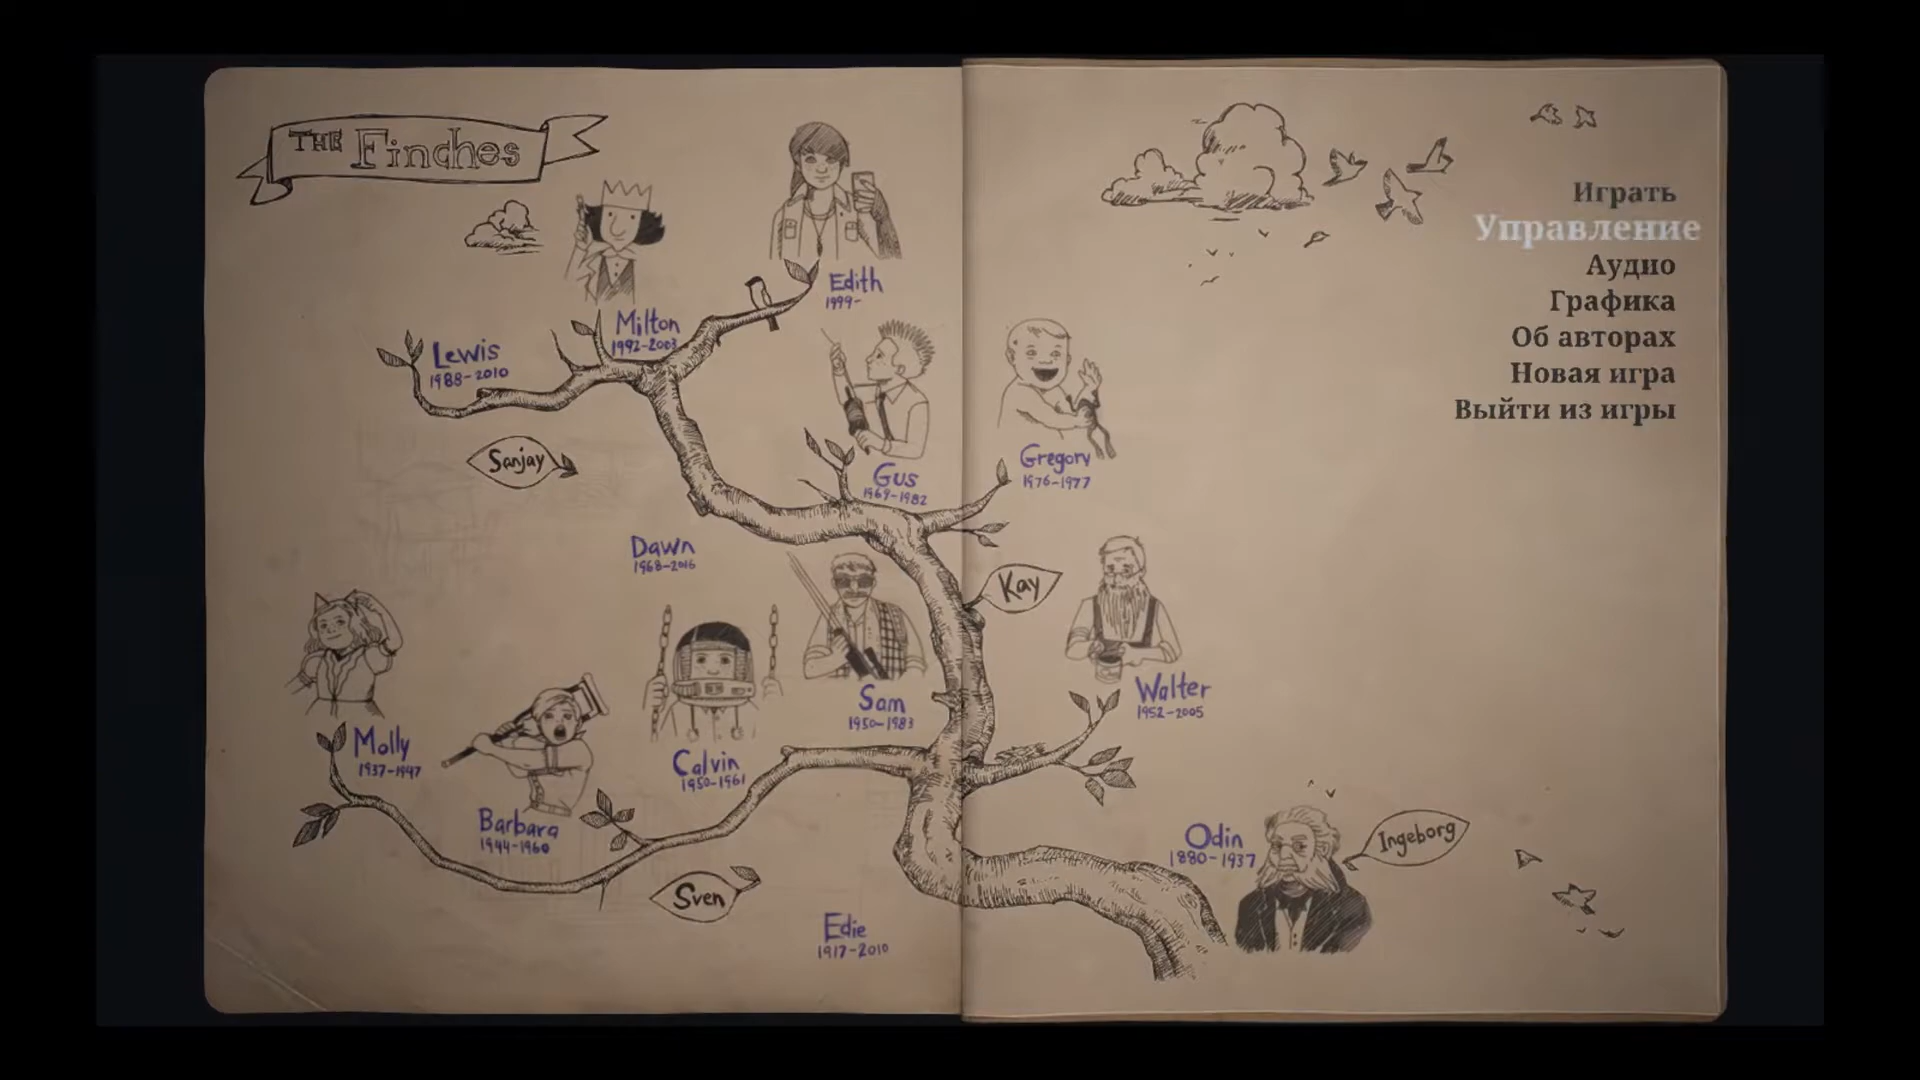 THE Finches
Edith
1999-
Milton
1992-2003
Lewis
1988-2010
Sanjay
Gus
1969-1982
Gregory
1976-1977
Dawn
1968-2016
Kay
Sam
1950-1983
Walter
1952-2005
Molly
1937-1947
Calvin
1950-1961
Barbara
1944-1960
Sven
Edie
1917-2010
Odin
1880-1937
Ingeborg
Играть
Управление
Аудио
Графика
Об авторах
Новая игра
Выйти из игры